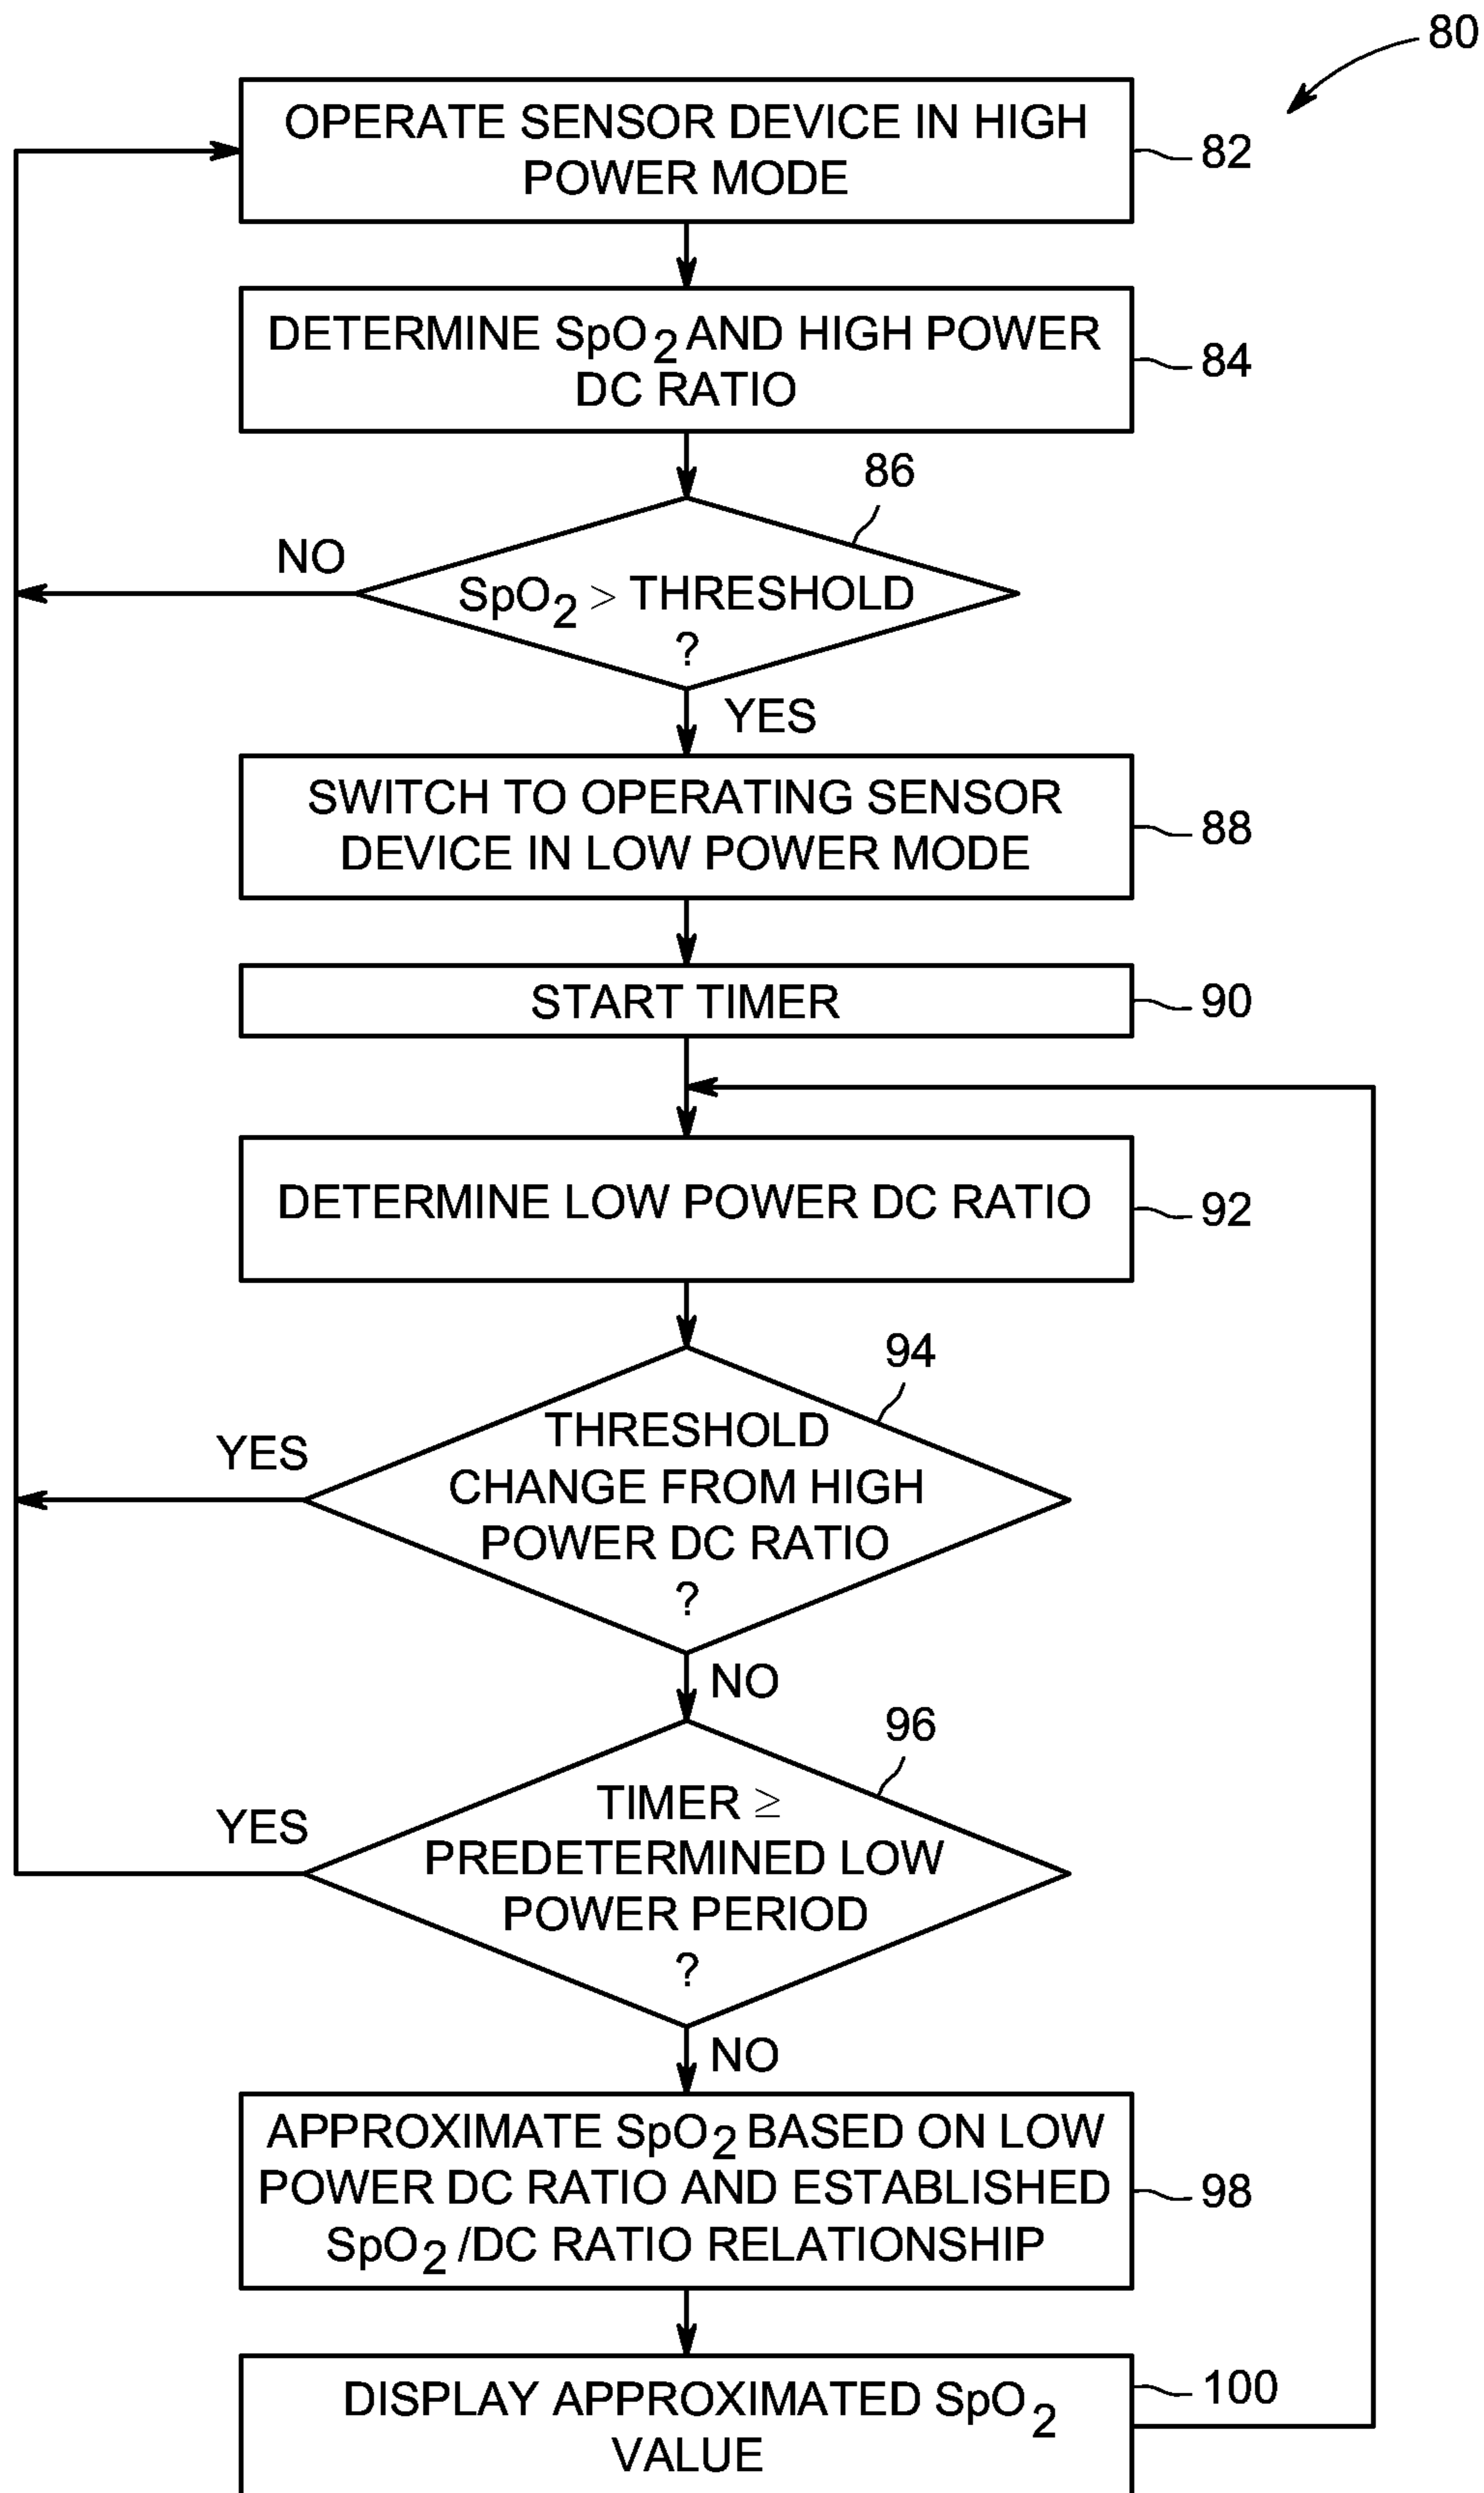 80
OPERATE SENSOR DEVICE IN HIGH
POWER MODE
82
DETERMINE SpO2 AND HIGH POWER
DC RATIO
84
86
NO
SpO2 > THRESHOLD
?
YES
SWITCH TO OPERATING SENSOR
DEVICE IN LOW POWER MODE
88
START TIMER
90
DETERMINE LOW POWER DC RATIO
92
94
YES
THRESHOLD
CHANGE FROM HIGH
POWER DC RATIO
?
NO
96
YES
TIMER ≥
PREDETERMINED LOW
POWER PERIOD
?
NO
APPROXIMATE SpO2 BASED ON LOW
POWER DC RATIO AND ESTABLISHED
SpO2 /DC RATIO RELATIONSHIP
98
DISPLAY APPROXIMATED SpO2
VALUE
100